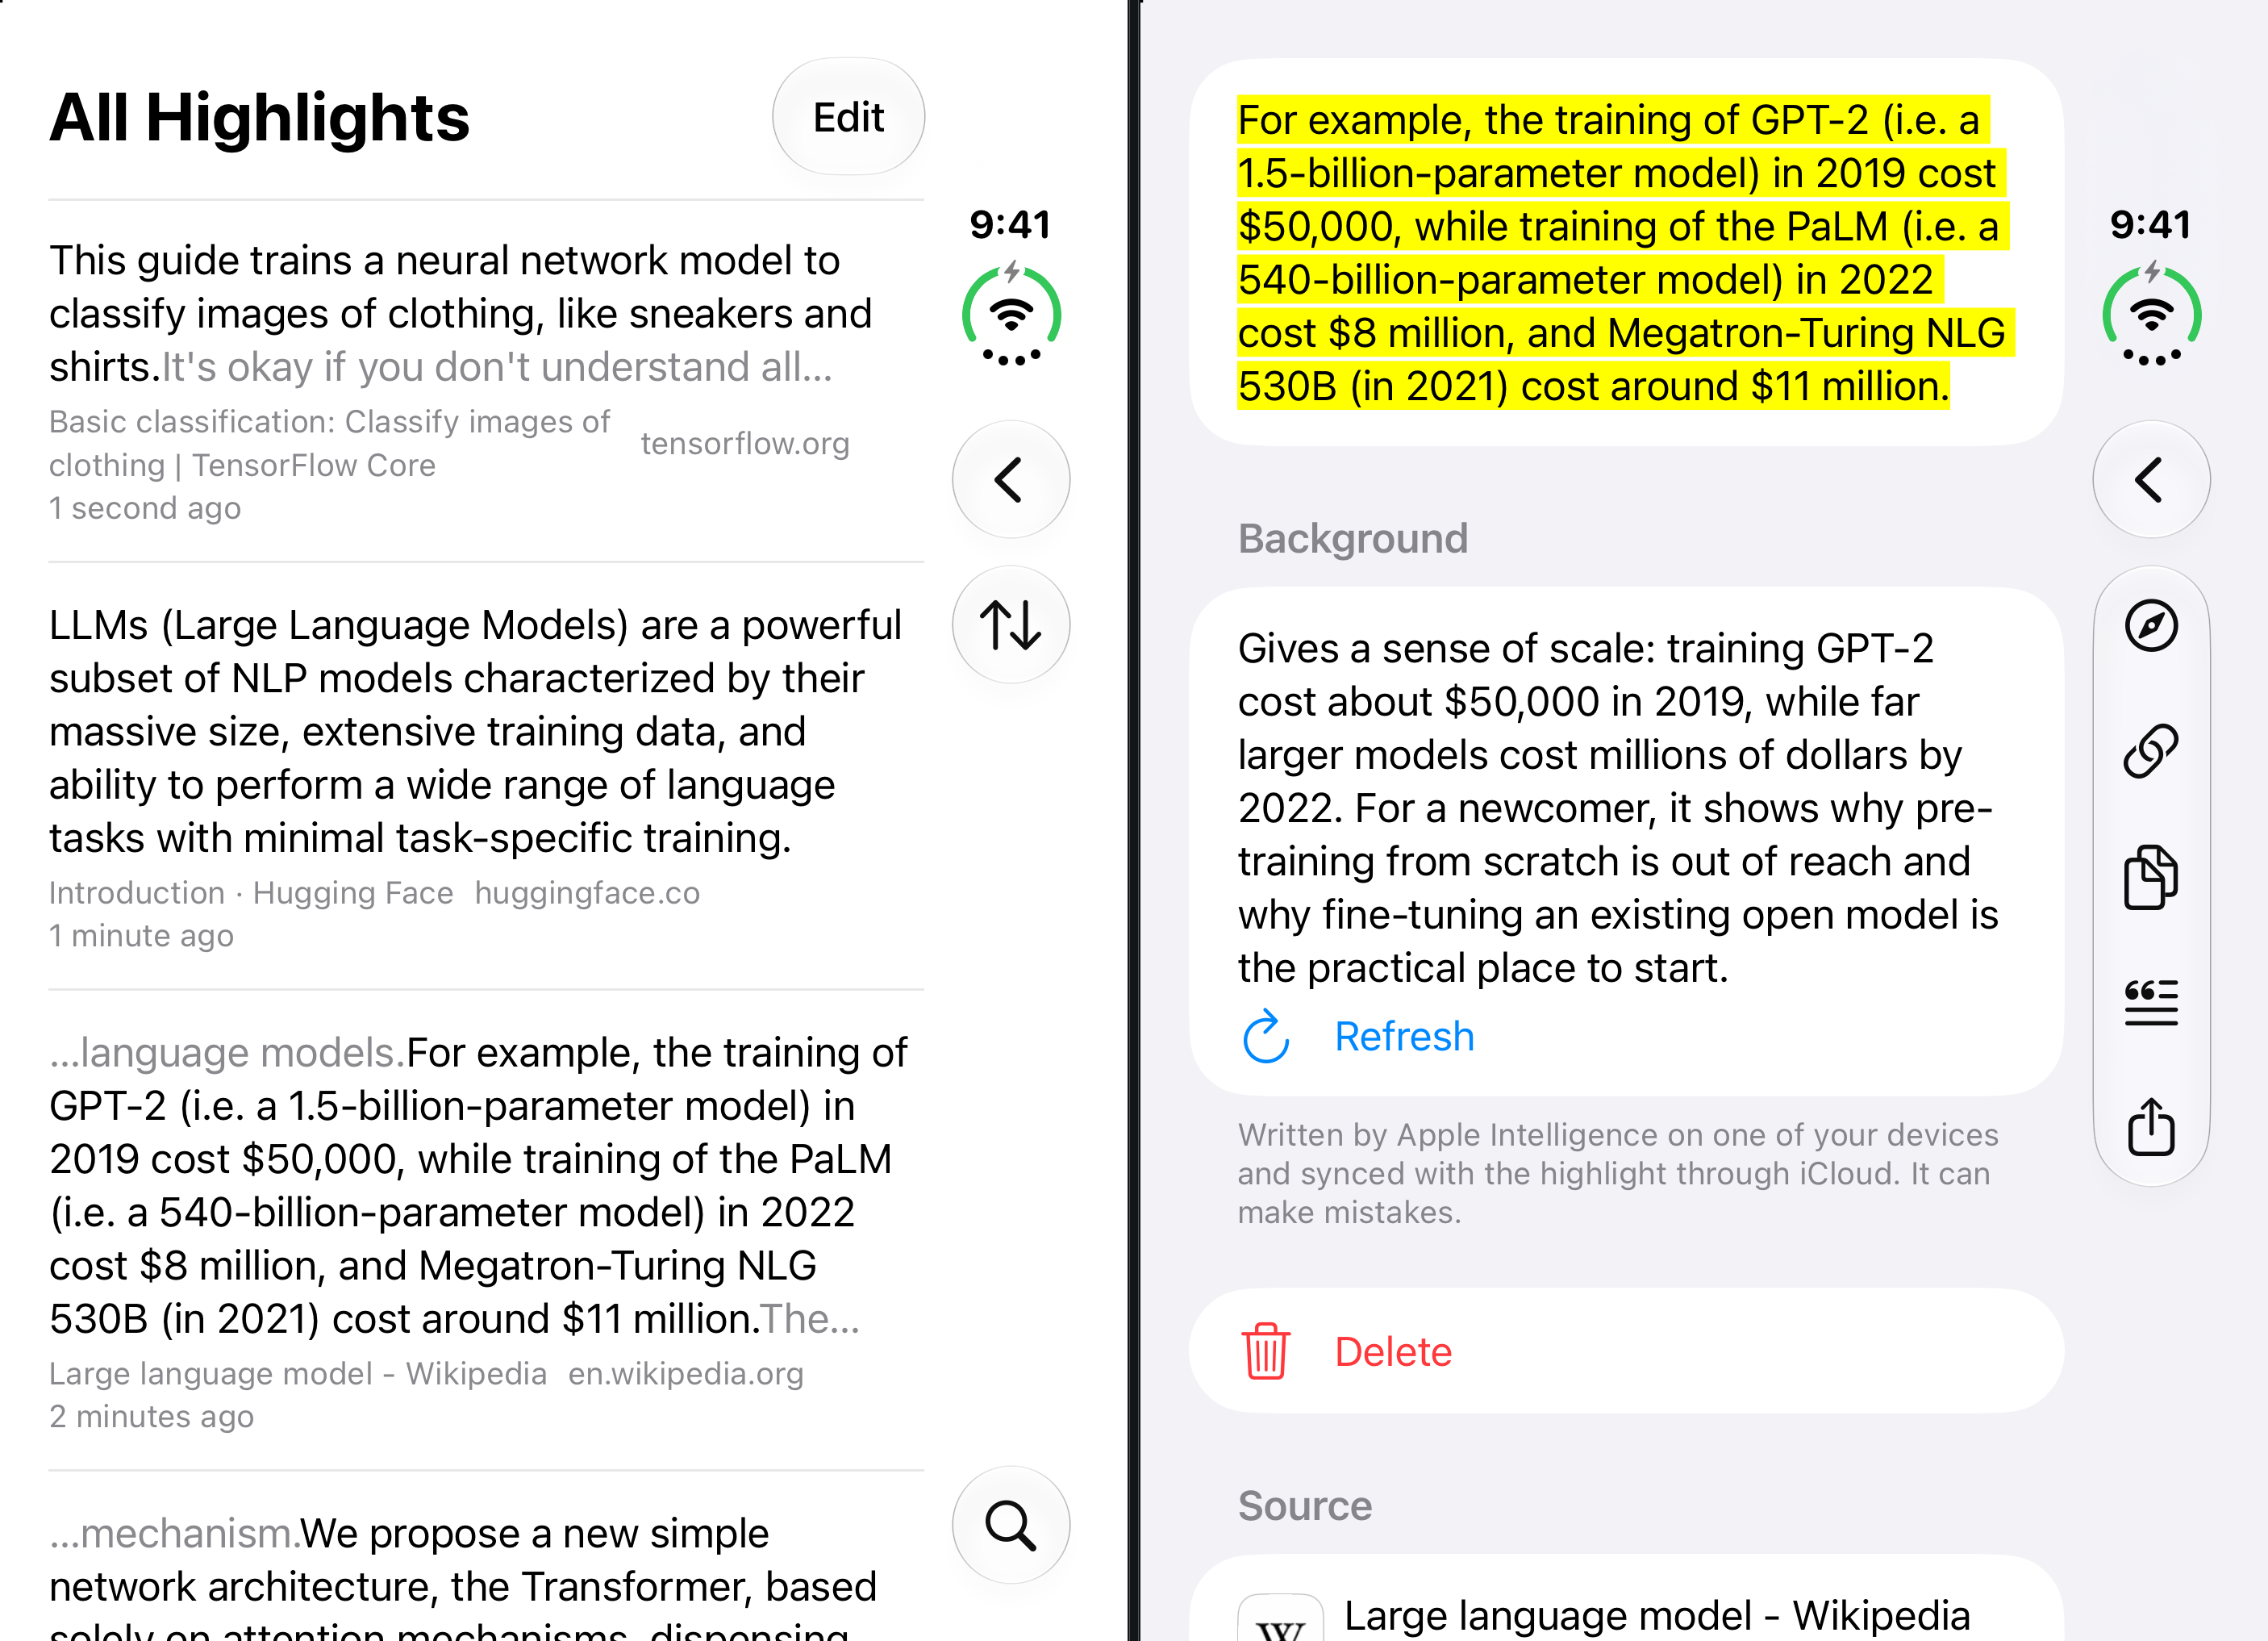 All Highlights
Edit
This guide trains a neural network model to
classify images of clothing, like sneakers and
shirts.It's okay if you don't understand all...
Basic classification: Classify images of
clothing | TensorFlow Core
tensorflow.org
1 second ago
LLMs (Large Language Models) are a powerful
subset of NLP models characterized by their
massive size, extensive training data, and
ability to perform a wide range of language
tasks with minimal task-specific training.
Introduction · Hugging Face huggingface.co
1 minute ago
...language models.For example, the training of
GPT-2 (i.e. a 1.5-billion-parameter model) in
2019 cost $50,000, while training of the PaLM
(i.e. a 540-billion-parameter model) in 2022
cost $8 million, and Megatron-Turing NLG
530B (in 2021) cost around $11 million.The...
Large language model - Wikipedia en.wikipedia.org
2 minutes ago
...mechanism.We propose a new simple
network architecture, the Transformer, based
solely on attention mechanisms, dispensing
9:41
For example, the training of GPT-2 (i.e. a
1.5-billion-parameter model) in 2019 cost
$50,000, while training of the PaLM (i.e. a
540-billion-parameter model) in 2022
cost $8 million, and Megatron-Turing NLG
530B (in 2021) cost around $11 million.
Background
Gives a sense of scale: training GPT-2
cost about $50,000 in 2019, while far
larger models cost millions of dollars by
2022. For a newcomer, it shows why pre-
training from scratch is out of reach and
why fine-tuning an existing open model is
the practical place to start.
Refresh
Written by Apple Intelligence on one of your devices
and synced with the highlight through iCloud. It can
make mistakes.
Delete
Source
W
Large language model - Wikipedia
9:41